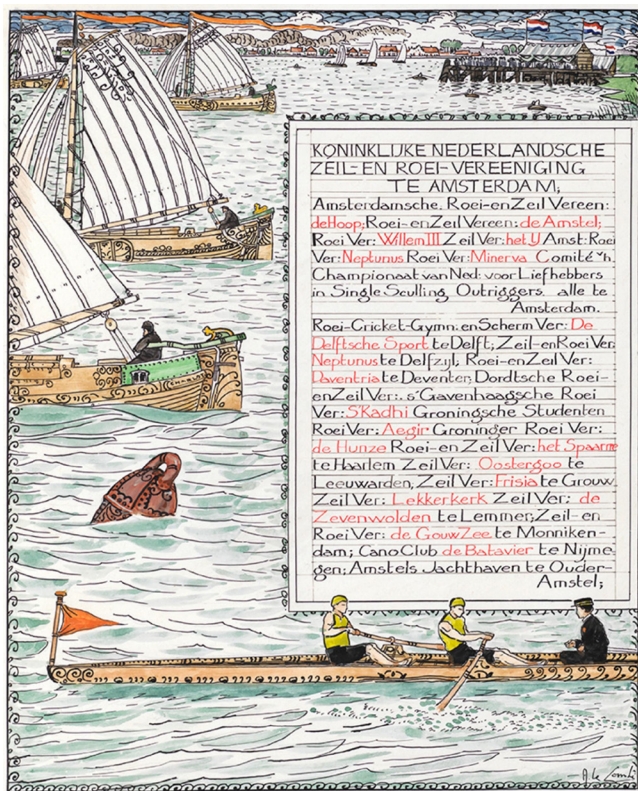 KONINKLIJKE NEDERLANDSCHE
ZEIL- EN ROEI-VEREENIGING
TE AMSTERDAM;
Amsterdamsche. Roei-en Zeil Vereen:
de Hoop; Roei- en Zeil Vereen: de Amstel;
Roei Ver: Willem III Zeil Ver: het IJ Amst: Roei
Ver: Neptunus Roei Ver: Minerva Comité v.h.
Championaat van Ned. voor Liefhebbers
in Single Sculling Outriggers alle te
Amsterdam.
Roei-Cricket-Gymn. en Scherm Ver: De
Delftsche Sport te Delft; Zeil-en Roei Ver:
Neptunus te Delfzijl; Roei-en Zeil Ver:
Daventria te Deventer; Dordtsche Roei-
en Zeil Ver: s'Gavenhaagsche Roei
Ver: S'Kadhi Groningsche Studenten
Roei Ver: Aegir Groninger Roei Ver:
de Hunze Roei- en Zeil Ver: het Spaarne
te Haarlem Zeil Ver: Oostergoo te
Leeuwarden, Zeil Ver: Frisia te Grouw.
Zeil Ver: Lekkerkerk Zeil Ver: de
Zevenwolden te Lemmer; Zeil- en
Roei Ver: de Gouw Zee te Monniken-
dam; Cano Club de Batavier te Nijme-
gen; Amstels Jachthaven te Ouder-
Amstel;
A le Comte